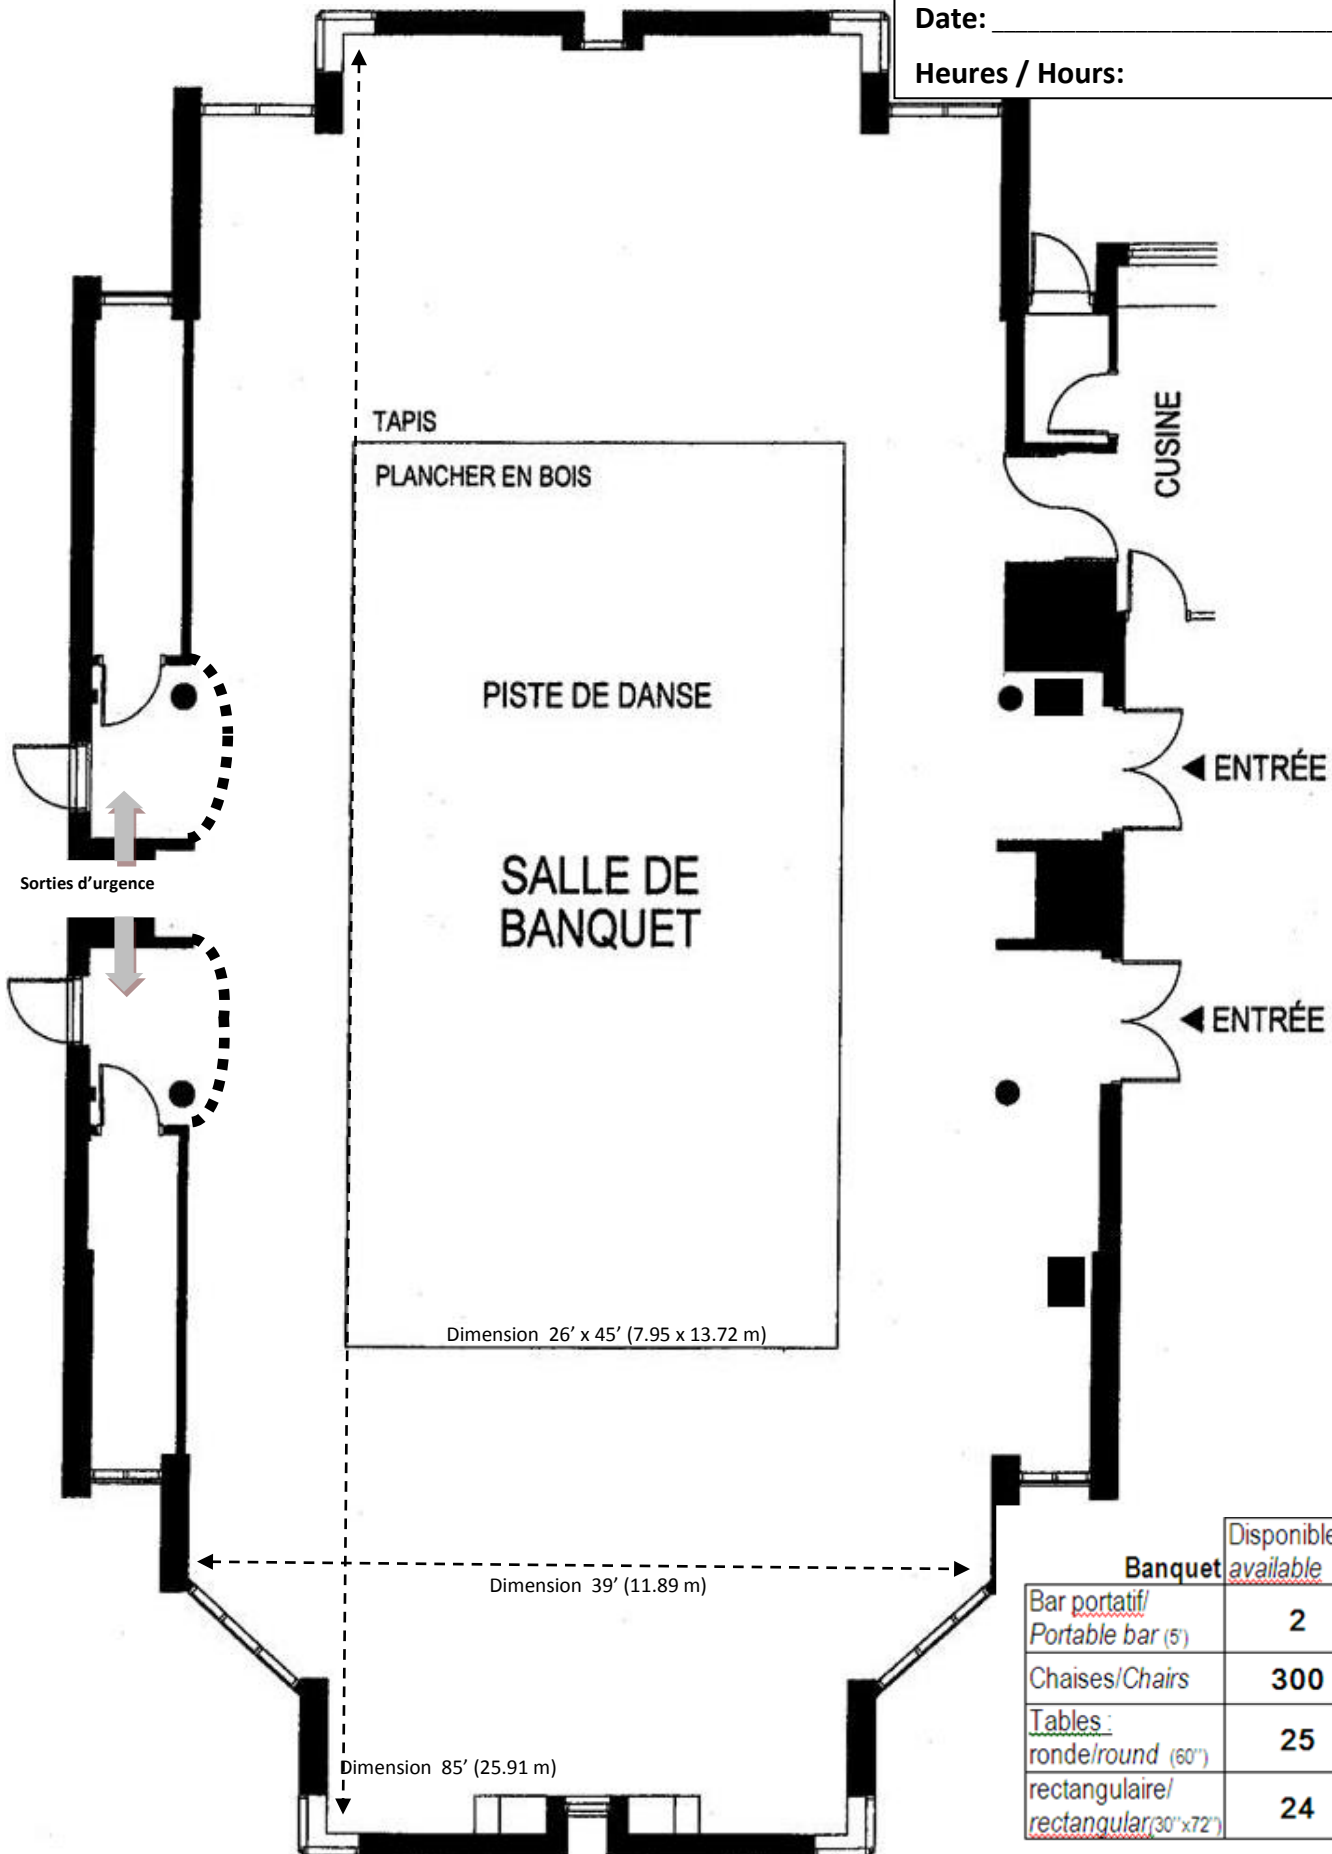 Date: ______________________________
Heures / Hours:
TAPIS
PLANCHER EN BOIS
CUSINE
PISTE DE DANSE
ENTRÉE
SALLE DE
BANQUET
Sorties d'urgence
ENTRÉE
Dimension 26' x 45' (7.95 x 13.72 m)
Dimension 39' (11.89 m)
Dimension 85' (25.91 m)
Banquet
Disponible
available
Bar portatif/
Portable bar (5')
2
Chaises/Chairs
300
Tables :
ronde/round (60'')
25
rectangulaire/
rectangular(30''x72'')
24